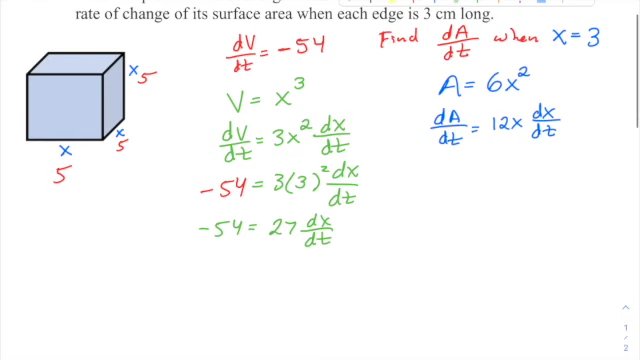 rate of change of its surface area when each edge is 3 cm long.
dV/dt = -54
Find dA/dt when x = 3
V = x³
A = 6x²
dV/dt = 3x² dx/dt
dA/dt = 12x dx/dt
-54 = 3(3)² dx/dt
-54 = 27 dx/dt
x 5
x
5
x
5
1
/
2